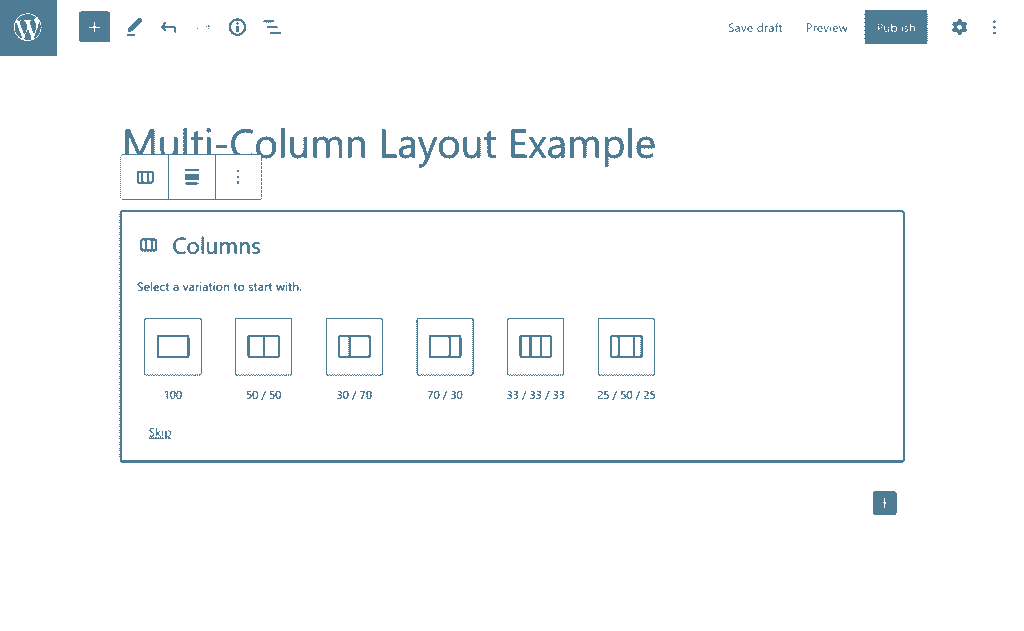 Save draft Preview Publish
Multi-Column Layout Example
Columns
Select a variation to start with.
100 50 / 50 30 / 70 70 / 30 33 / 33 / 33 25 / 50 / 25
Skip